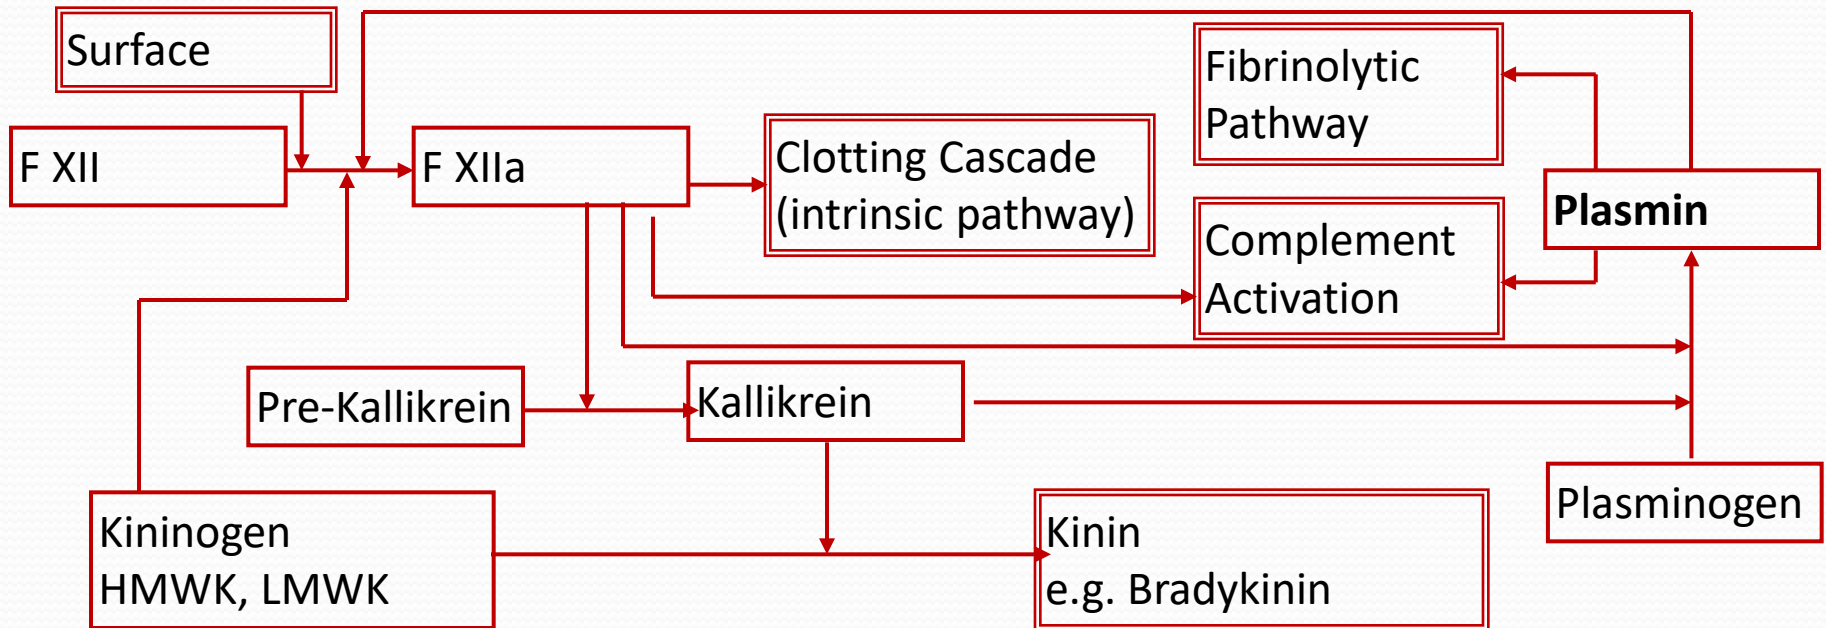 Surface
F XII
F XIIa
Clotting Cascade
(intrinsic pathway)
Fibrinolytic
Pathway
Plasmin
Complement
Activation
Pre-Kallikrein
Kallikrein
Plasminogen
Kininogen
HMWK, LMWK
Kinin
e.g. Bradykinin